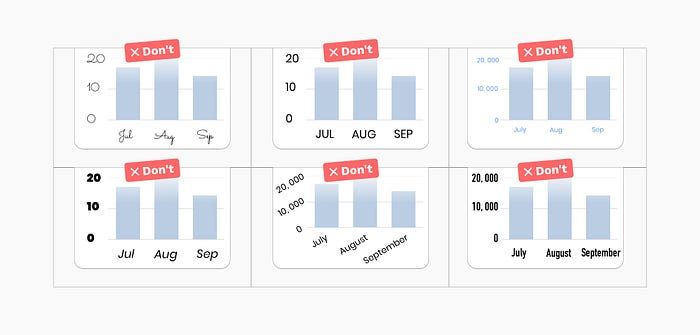 ✕ Don't ✕ Don't ✕ Don't
20 20 20,000
10 10 10,000
0 0 0
Jul Aug Sep JUL AUG SEP July Aug Sep
✕ Don't ✕ Don't ✕ Don't
20 20,000 20,000
10 10,000 10,000
0 0 0
Jul Aug Sep July August September July August September